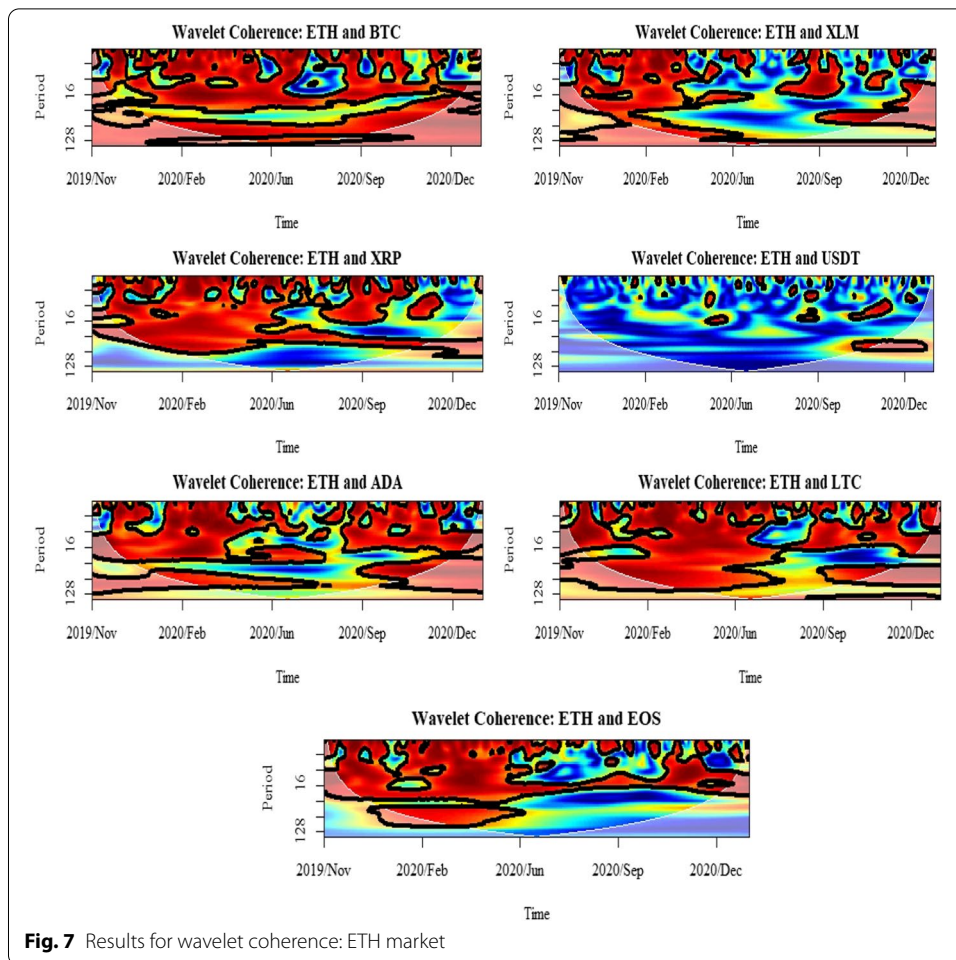 Wavelet Coherence: ETH and BTC
Period
16
128
2019/Nov 2020/Feb 2020/Jun 2020/Sep 2020/Dec
Time
Wavelet Coherence: ETH and XLM
Period
16
128
2019/Nov 2020/Feb 2020/Jun 2020/Sep 2020/Dec
Time
Wavelet Coherence: ETH and XRP
Period
16
128
2019/Nov 2020/Feb 2020/Jun 2020/Sep 2020/Dec
Time
Wavelet Coherence: ETH and USDT
Period
16
128
2019/Nov 2020/Feb 2020/Jun 2020/Sep 2020/Dec
Time
Wavelet Coherence: ETH and ADA
Period
16
128
2019/Nov 2020/Feb 2020/Jun 2020/Sep 2020/Dec
Time
Wavelet Coherence: ETH and LTC
Period
16
128
2019/Nov 2020/Feb 2020/Jun 2020/Sep 2020/Dec
Time
Wavelet Coherence: ETH and EOS
Period
16
128
2019/Nov 2020/Feb 2020/Jun 2020/Sep 2020/Dec
Time
Fig. 7 Results for wavelet coherence: ETH market